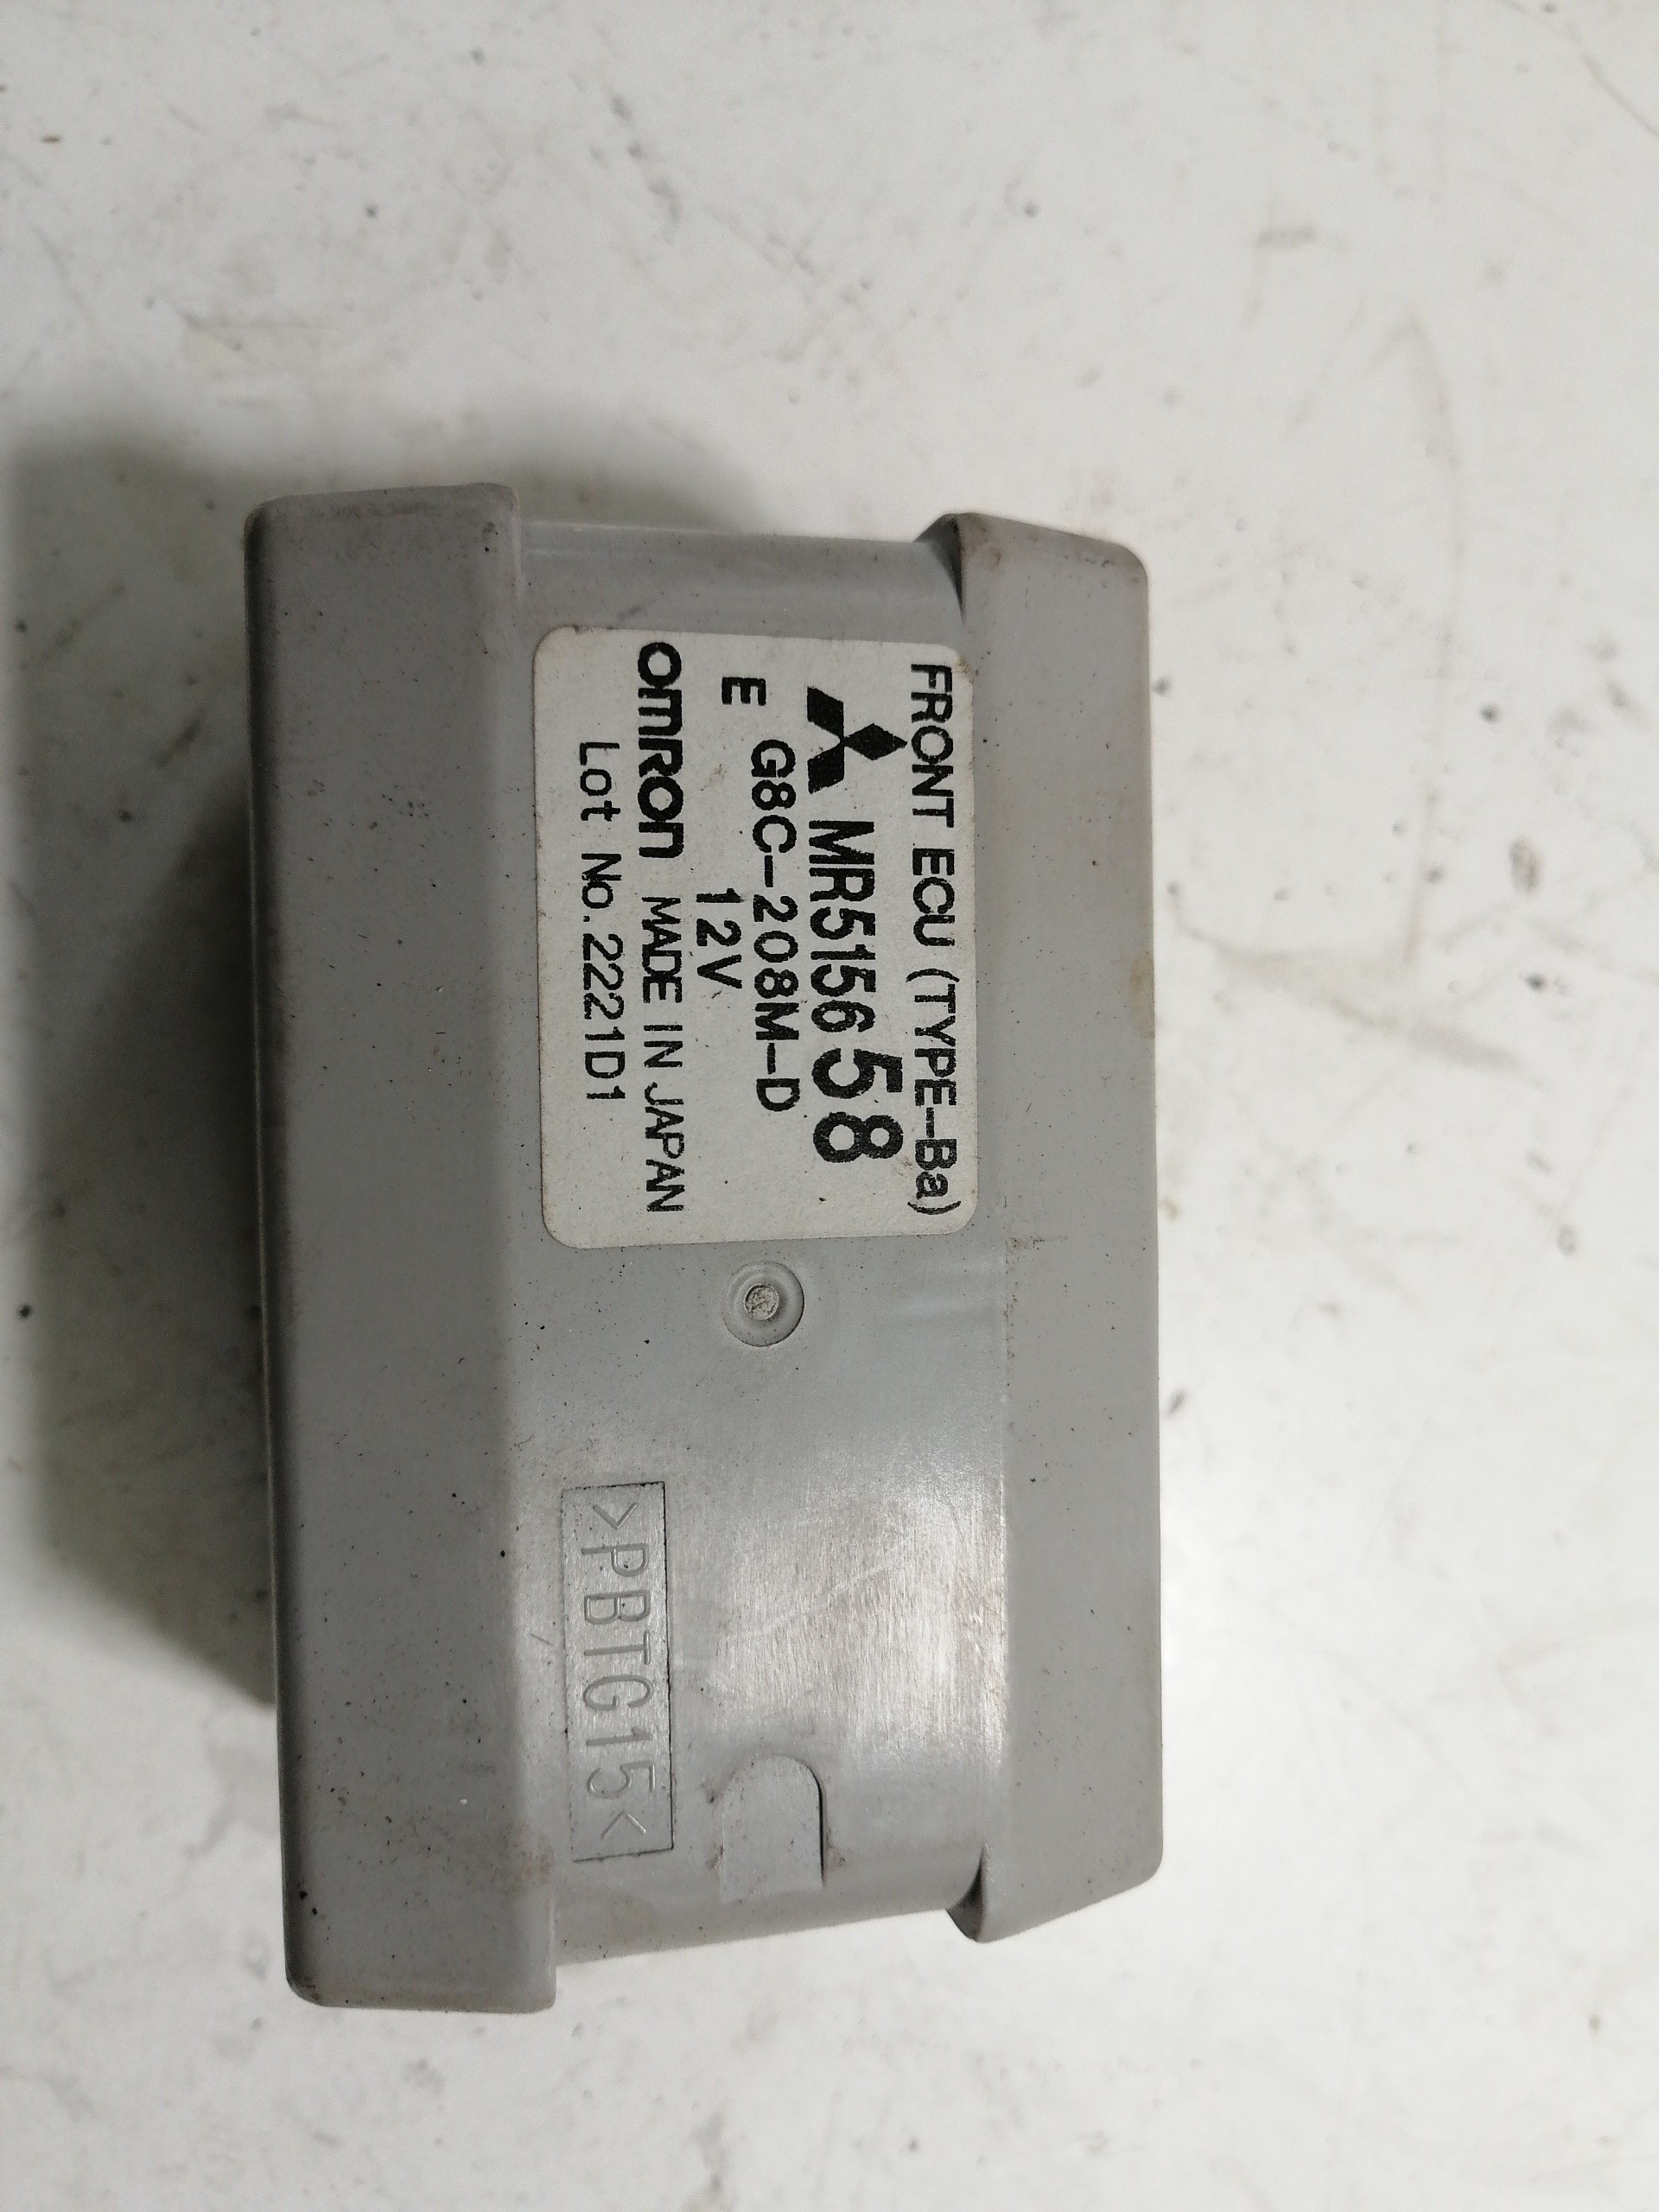 FRONT ECU (TYPE-Ba)
MR515658
G8C-208M-D
E
12V
OMRON MADE IN JAPAN
Lot No.2221D1
>PBTG15<